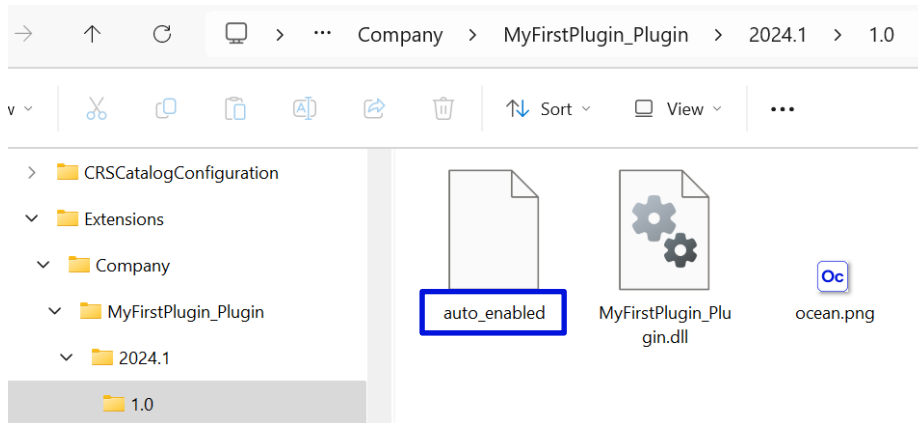 Company > MyFirstPlugin_Plugin > 2024.1 > 1.0
Sort
View
CRSCatalogConfiguration
Extensions
Company
MyFirstPlugin_Plugin
2024.1
1.0
auto_enabled
MyFirstPlugin_Plu
gin.dll
Oc
ocean.png